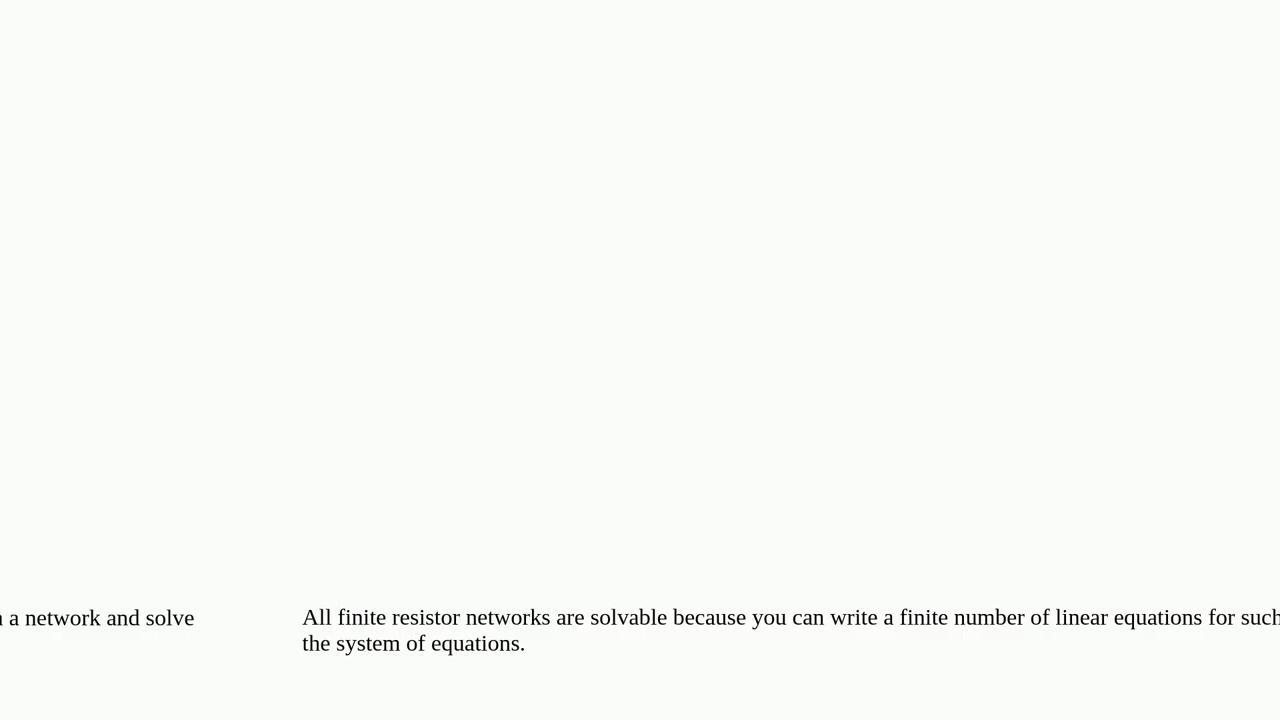 a network and solve
All finite resistor networks are solvable because you can write a finite number of linear equations for such
the system of equations.